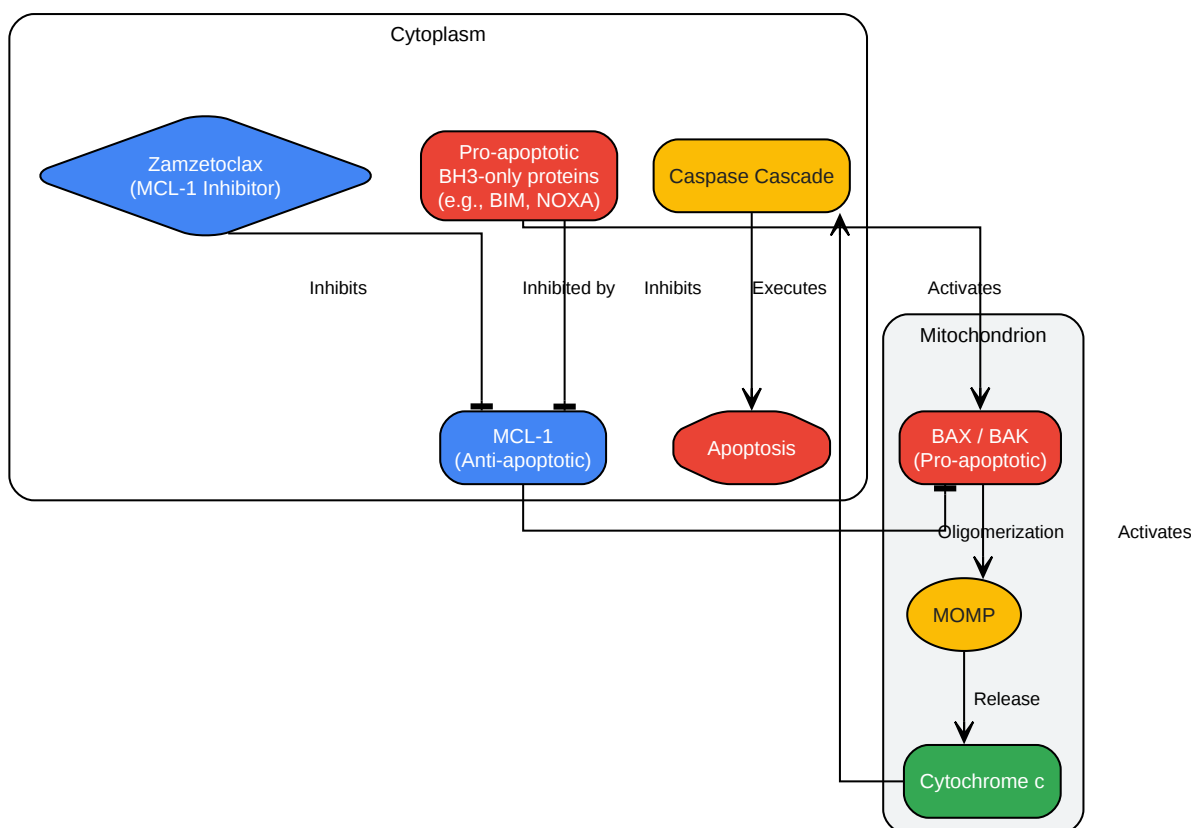 Cytoplasm
Zamzetoclax
(MCL-1 Inhibitor)
Pro-apoptotic
BH3-only proteins
(e.g., BIM, NOXA)
Caspase Cascade
Inhibits
Inhibited by
Inhibits
Executes
Activates
Mitochondrion
MCL-1
(Anti-apoptotic)
Apoptosis
BAX / BAK
(Pro-apoptotic)
Oligomerization
Activates
MOMP
Release
Cytochrome c